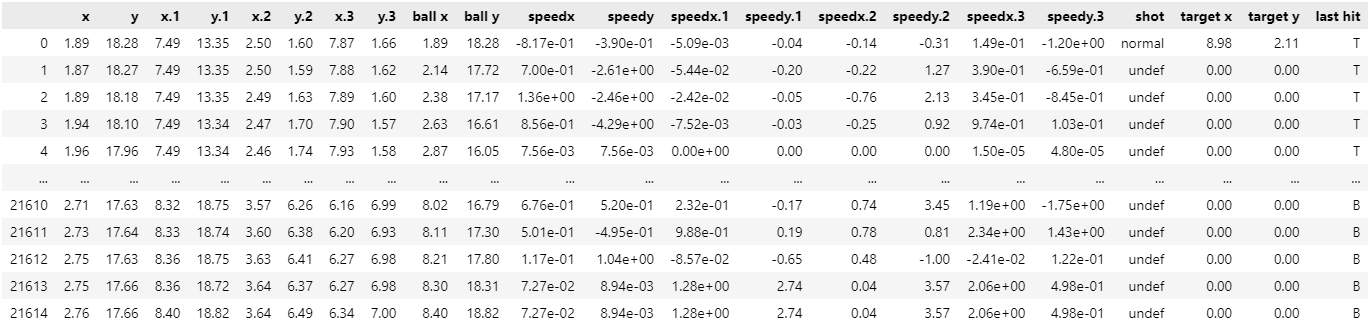 x y x.1 y.1 x.2 y.2 x.3 y.3 ball x ball y speedx speedy speedx.1 speedy.1 speedx.2 speedy.2 speedx.3 speedy.3 shot target x target y last hit
0 1.89 18.28 7.49 13.35 2.50 1.60 7.87 1.66 1.89 18.28 -8.17e-01 -3.90e-01 -5.09e-03 -0.04 -0.14 -0.31 1.49e-01 -1.20e+00 normal 8.98 2.11 T
1 1.87 18.27 7.49 13.35 2.50 1.59 7.88 1.62 2.14 17.72 7.00e-01 -2.61e+00 -5.44e-02 -0.20 -0.22 1.27 3.90e-01 -6.59e-01 undef 0.00 0.00 T
2 1.89 18.18 7.49 13.35 2.49 1.63 7.89 1.60 2.38 17.17 1.36e+00 -2.46e+00 -2.42e-02 -0.05 -0.76 2.13 3.45e-01 -8.45e-01 undef 0.00 0.00 T
3 1.94 18.10 7.49 13.34 2.47 1.70 7.90 1.57 2.63 16.61 8.56e-01 -4.29e+00 -7.52e-03 -0.03 -0.25 0.92 9.74e-01 1.03e-01 undef 0.00 0.00 T
4 1.96 17.96 7.49 13.34 2.46 1.74 7.93 1.58 2.87 16.05 7.56e-03 7.56e-03 0.00e+00 0.00 0.00 0.00 1.50e-05 4.80e-05 undef 0.00 0.00 T
... ... ... ... ... ... ... ... ... ... ... ... ... ... ... ... ... ... ... ... ... ... ...
21610 2.71 17.63 8.32 18.75 3.57 6.26 6.16 6.99 8.02 16.79 6.76e-01 5.20e-01 2.32e-01 -0.17 0.74 3.45 1.19e+00 -1.75e+00 undef 0.00 0.00 B
21611 2.73 17.64 8.33 18.74 3.60 6.38 6.20 6.93 8.11 17.30 5.01e-01 -4.95e-01 9.88e-01 0.19 0.78 0.81 2.34e+00 1.43e+00 undef 0.00 0.00 B
21612 2.75 17.63 8.36 18.75 3.63 6.41 6.27 6.98 8.21 17.80 1.17e-01 1.04e+00 -8.57e-02 -0.65 0.48 -1.00 -2.41e-02 1.22e-01 undef 0.00 0.00 B
21613 2.75 17.66 8.36 18.72 3.64 6.37 6.27 6.98 8.30 18.31 7.27e-02 8.94e-03 1.28e+00 2.74 0.04 3.57 2.06e+00 4.98e-01 undef 0.00 0.00 B
21614 2.76 17.66 8.40 18.82 3.64 6.49 6.34 7.00 8.40 18.82 7.27e-02 8.94e-03 1.28e+00 2.74 0.04 3.57 2.06e+00 4.98e-01 undef 0.00 0.00 B